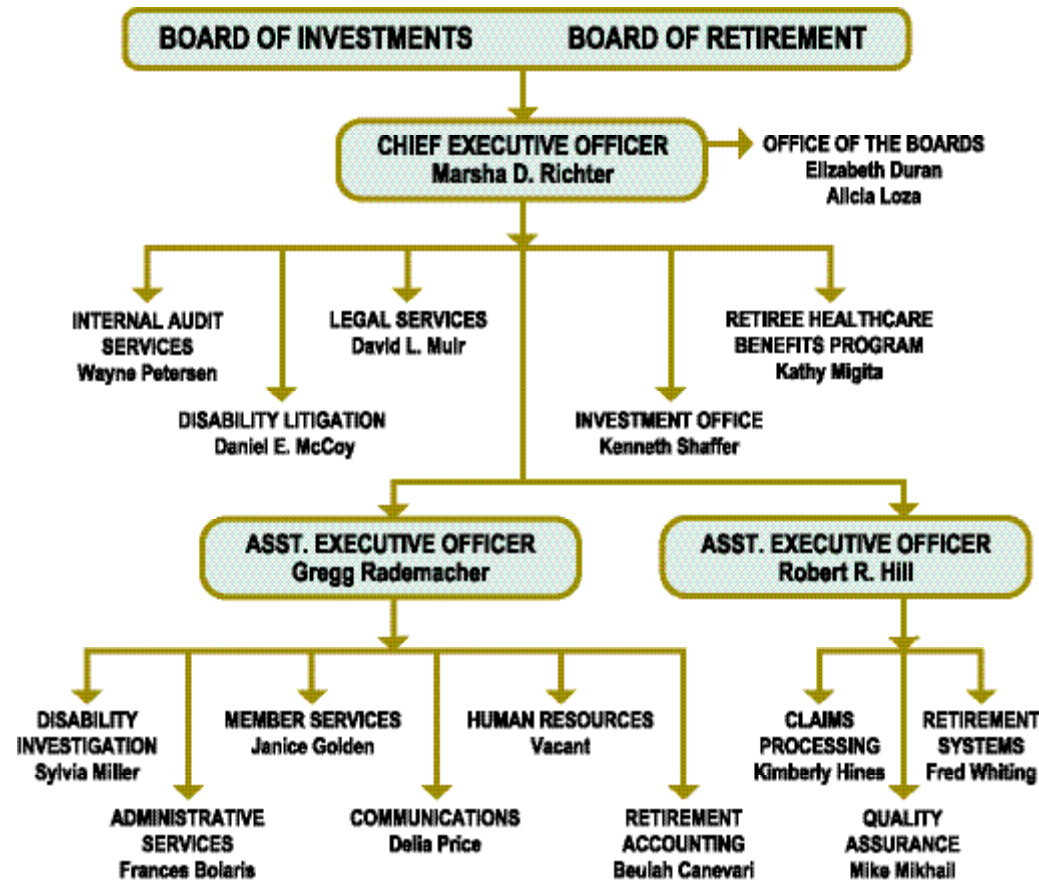 BOARD OF INVESTMENTS BOARD OF RETIREMENT
CHIEF EXECUTIVE OFFICER
Marsha D. Richter
OFFICE OF THE BOARDS
Elizabeth Duran
Alicia Loza
INTERNAL AUDIT
SERVICES
Wayne Petersen
LEGAL SERVICES
David L. Muir
RETIREE HEALTHCARE
BENEFITS PROGRAM
Kathy Migita
DISABILITY LITIGATION
Daniel E. McCoy
INVESTMENT OFFICE
Kenneth Shaffer
ASST. EXECUTIVE OFFICER
Gregg Rademacher
ASST. EXECUTIVE OFFICER
Robert R. Hill
DISABILITY
INVESTIGATION
Sylvia Miller
MEMBER SERVICES
Janice Golden
HUMAN RESOURCES
Vacant
CLAIMS
PROCESSING
Kimberly Hines
RETIREMENT
SYSTEMS
Fred Whiting
ADMINISTRATIVE
SERVICES
Frances Bolaris
COMMUNICATIONS
Delia Price
RETIREMENT
ACCOUNTING
Beulah Canevari
QUALITY
ASSURANCE
Mike Mikhail